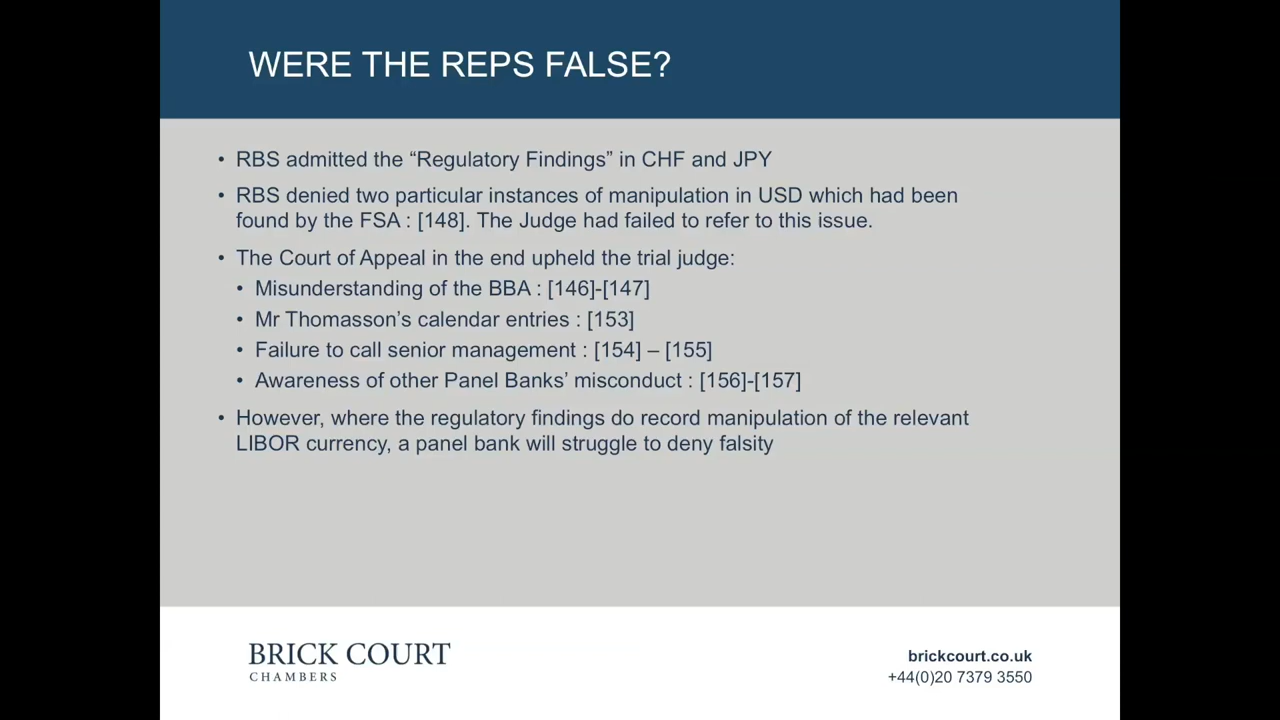 WERE THE REPS FALSE?
• RBS admitted the “Regulatory Findings” in CHF and JPY
• RBS denied two particular instances of manipulation in USD which had been
found by the FSA : [148]. The Judge had failed to refer to this issue.
• The Court of Appeal in the end upheld the trial judge:
• Misunderstanding of the BBA : [146]-[147]
• Mr Thomasson’s calendar entries : [153]
• Failure to call senior management : [154] – [155]
• Awareness of other Panel Banks’ misconduct : [156]-[157]
• However, where the regulatory findings do record manipulation of the relevant
LIBOR currency, a panel bank will struggle to deny falsity
BRICK COURT
CHAMBERS
brickcourt.co.uk
+44(0)20 7379 3550